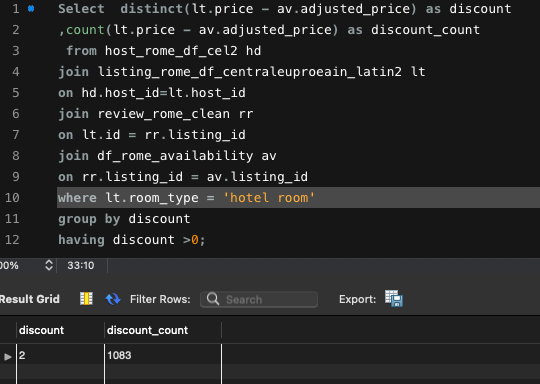 1 Select  distinct(lt.price – av.adjusted_price) as discount
2 ,count(lt.price – av.adjusted_price) as discount_count
3  from host_rome_df_cel2 hd
4 join listing_rome_df_centraleuproeain_latin2 lt
5 on hd.host_id=lt.host_id
6 join review_rome_clean rr
7 on lt.id = rr.listing_id
8 join df_rome_availability av
9 on rr.listing_id = av.listing_id
10 where lt.room_type = 'hotel room'
11 group by discount
12 having discount >0;
00% 33:10
Result Grid Filter Rows: Search Export:
discount discount_count
2 1083